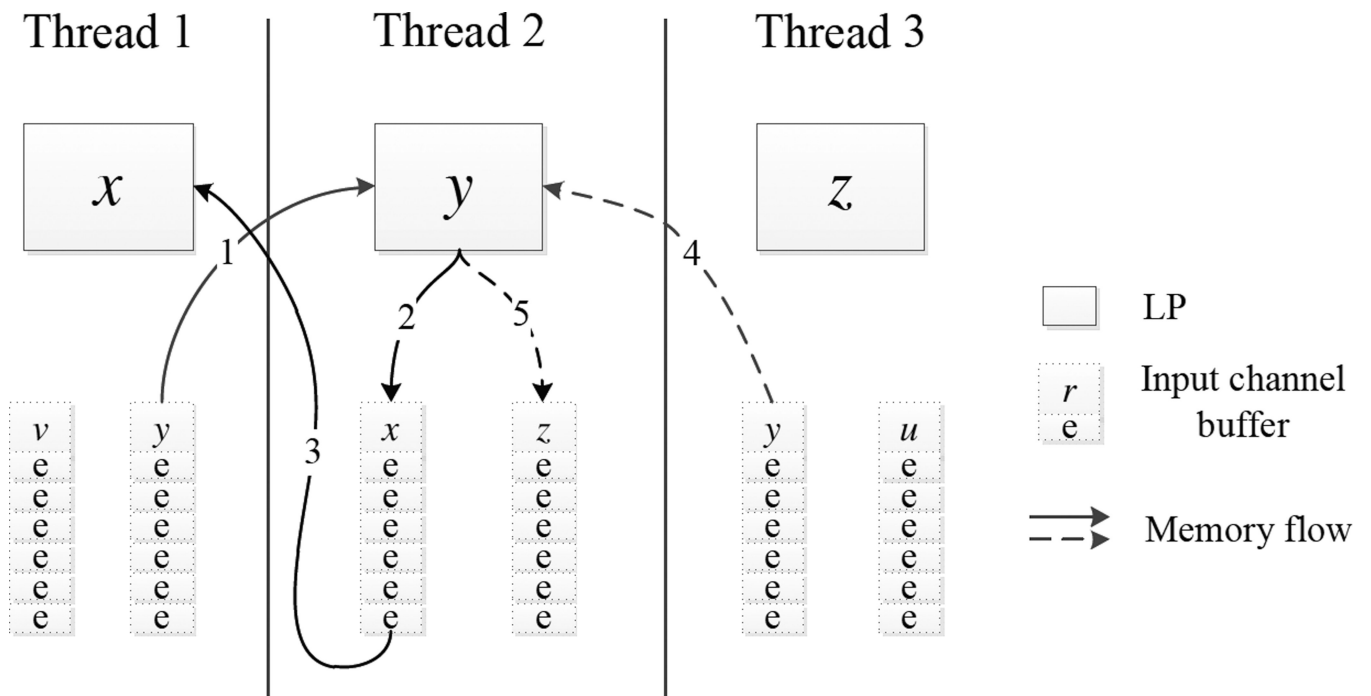 Thread 1 Thread 2 Thread 3
x y z
1 4
2 5
LP
v y x z y u
r
e
Input channel
buffer
3
e e e e e e
e e e e e e
e e e e e e
Memory flow
e e e e e e
e e e e e e
e e e e e e